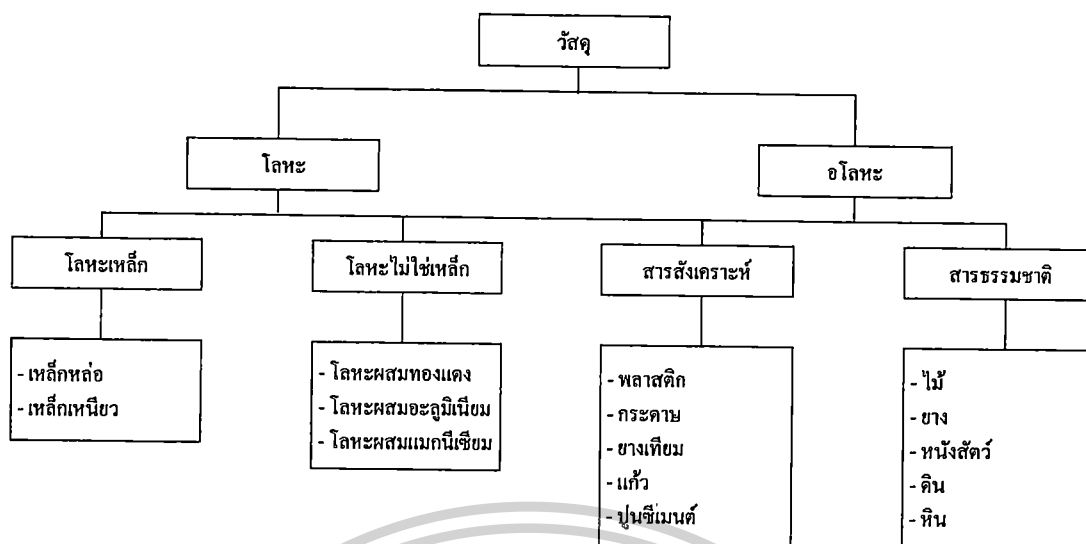 วัสดุ
โลหะ
อโลหะ
โลหะเหล็ก
โลหะไม่ใช่เหล็ก
สารสังเคราะห์
สารธรรมชาติ
- เหล็กหล่อ
- เหล็กเหนียว
- โลหะผสมทองแดง
- โลหะผสมอะลูมิเนียม
- โลหะผสมแมกนีเซียม
- พลาสติก
- กระดาษ
- ยางเทียม
- แก้ว
- ปูนซีเมนต์
- ไม้
- ยาง
- หนังสัตว์
- ดิน
- หิน